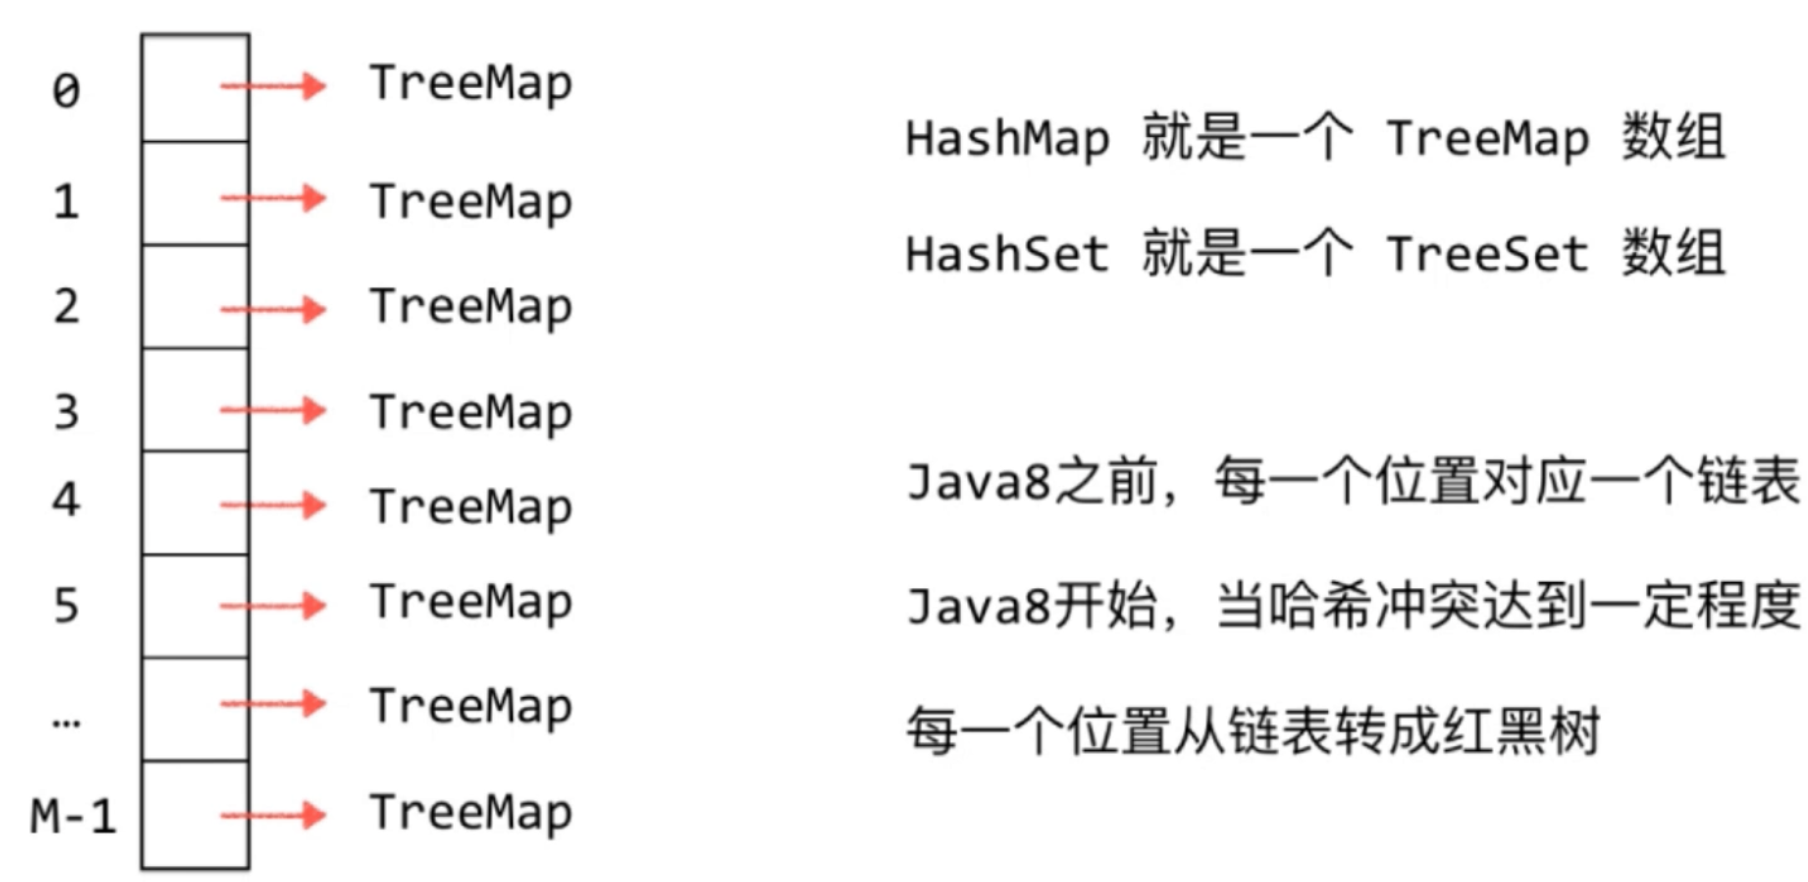 0 TreeMap
1 TreeMap
2 TreeMap
3 TreeMap
4 TreeMap
5 TreeMap
… TreeMap
M-1 TreeMap
HashMap 就是一个 TreeMap 数组
HashSet 就是一个 TreeSet 数组
Java8之前，每一个位置对应一个链表
Java8开始，当哈希冲突达到一定程度
每一个位置从链表转成红黑树